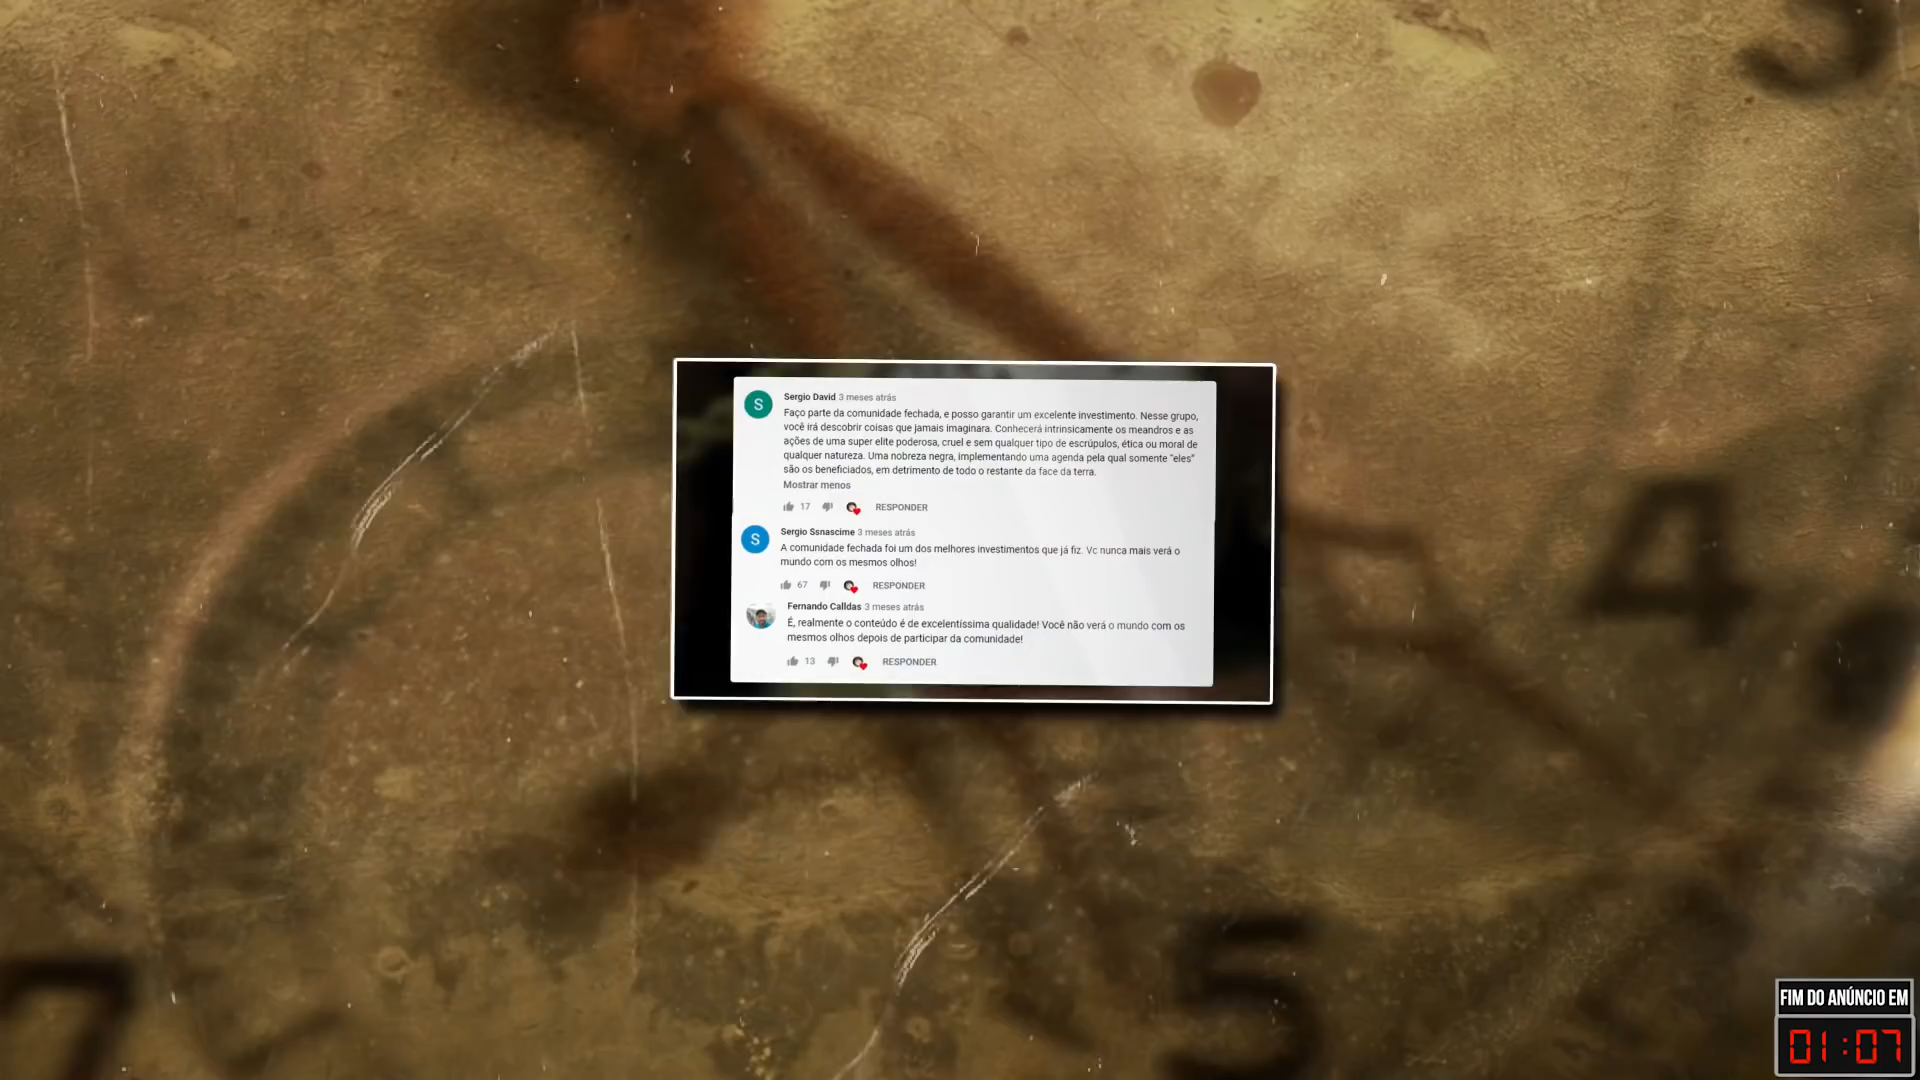 3
Sergio David 3 meses atrás
Faço parte da comunidade fechada, e posso garantir um excelente investimento. Nesse grupo,
você irá descobrir coisas que jamais imaginara. Conhecerá intrinsicamente os meandros e as
ações de uma super elite poderosa, cruel e sem qualquer tipo de escrúpulos, ética ou moral de
qualquer natureza. Uma nobreza negra, implementando uma agenda pela qual somente "eles"
são os beneficiados, em detrimento de todo o restante da face da terra.
Mostrar menos
17 RESPONDER
S
Sergio Ssnascime 3 meses atrás
A comunidade fechada foi um dos melhores investimentos que já fiz. Vc nunca mais verá o
mundo com os mesmos olhos!
67 RESPONDER
S
Fernando Calldas 3 meses atrás
É, realmente o conteúdo é de excelentíssima qualidade! Você não verá o mundo com os
mesmos olhos depois de participar da comunidade!
13 RESPONDER
4
5
7
FIM DO ANÚNCIO EM
01:07